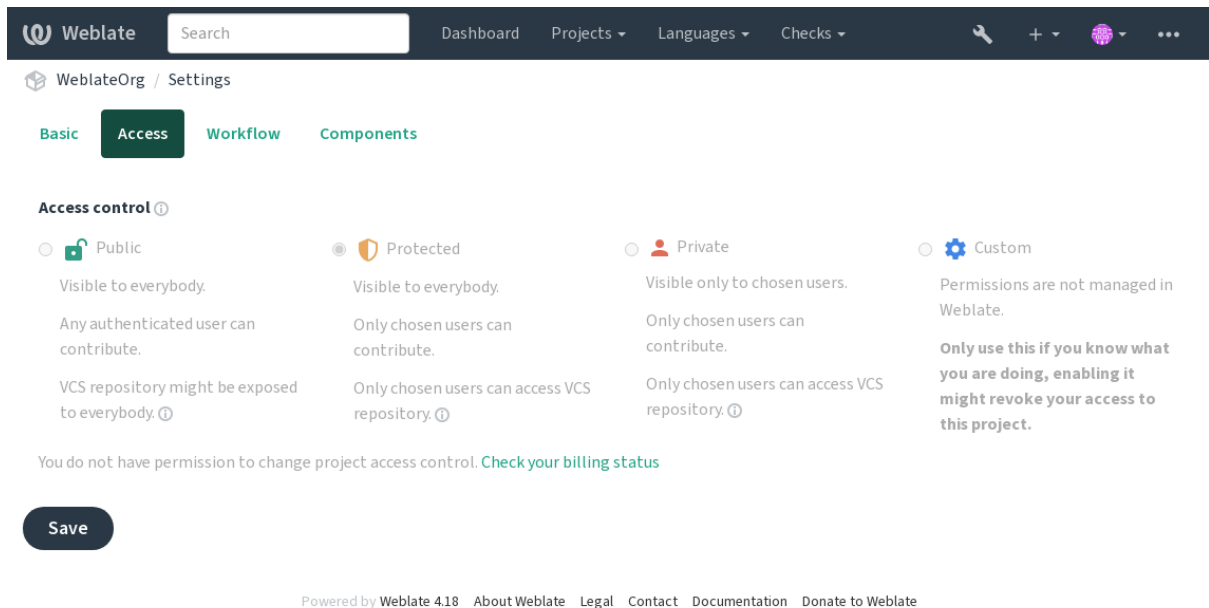 Weblate Search Dashboard Projects Languages Checks
WeblateOrg / Settings
Basic Access Workflow Components
Access control
Public
Visible to everybody.
Any authenticated user can
contribute.
VCS repository might be exposed
to everybody.
Protected
Visible to everybody.
Only chosen users can
contribute.
Only chosen users can access VCS
repository.
Private
Visible only to chosen users.
Only chosen users can
contribute.
Only chosen users can access VCS
repository.
Custom
Permissions are not managed in
Weblate.
Only use this if you know what
you are doing, enabling it
might revoke your access to
this project.
You do not have permission to change project access control. Check your billing status
Save
Powered by Weblate 4.18 About Weblate Legal Contact Documentation Donate to Weblate